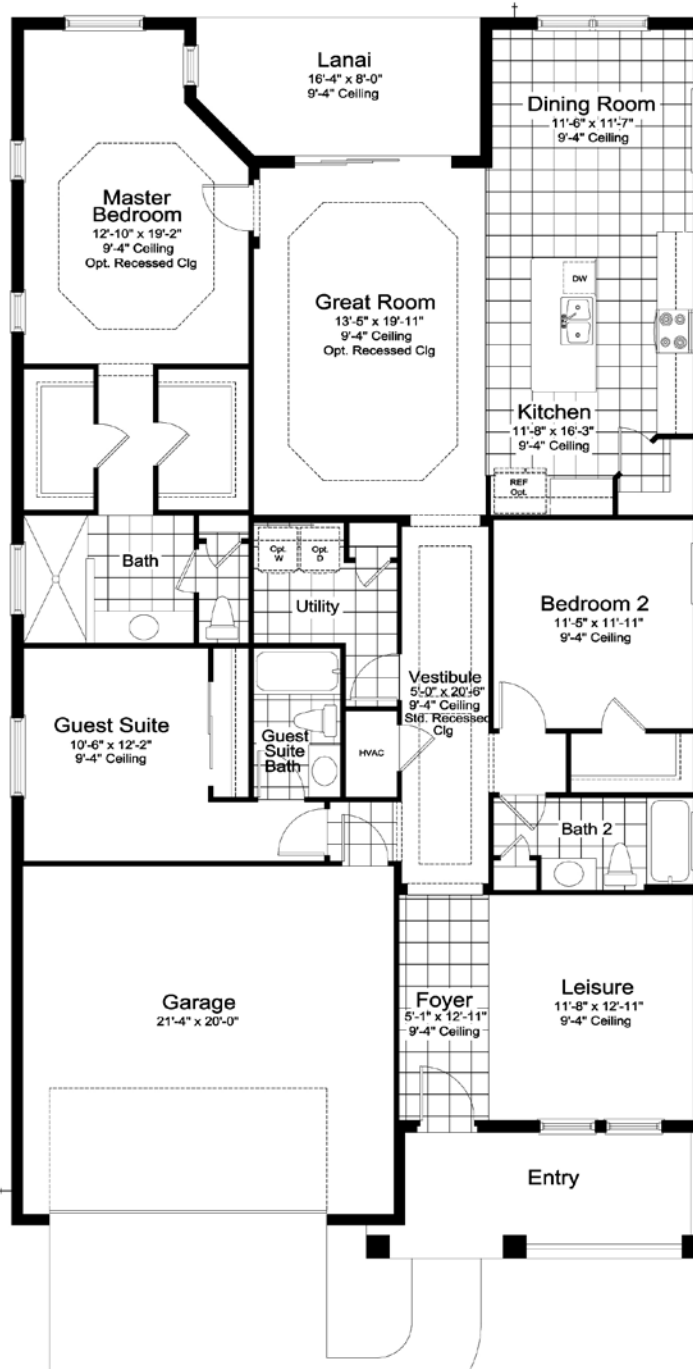 Lanai
16'-4" x 8'-0"
9'-4" Ceiling
Dining Room
11'-6" x 11'-7"
9'-4" Ceiling
Master
Bedroom
12'-10" x 19'-2"
9'-4" Ceiling
Opt. Recessed Clg
Great Room
13'-5" x 19'-11"
9'-4" Ceiling
Opt. Recessed Clg
DW
Kitchen
11'-8" x 16'-3"
9'-4" Ceiling
REF
Opt.
Bath
Opt.
W
Opt.
D
Utility
Bedroom 2
11'-5" x 11'-11"
9'-4" Ceiling
Vestibule
5'-0" x 20'-6"
9'-4" Ceiling
Std. Recessed
Clg
Guest Suite
10'-6" x 12'-2"
9'-4" Ceiling
Guest
Suite
Bath
HVAC
Bath 2
Garage
21'-4" x 20'-0"
Foyer
5'-1" x 12'-11"
9'-4" Ceiling
Leisure
11'-8" x 12'-11"
9'-4" Ceiling
Entry